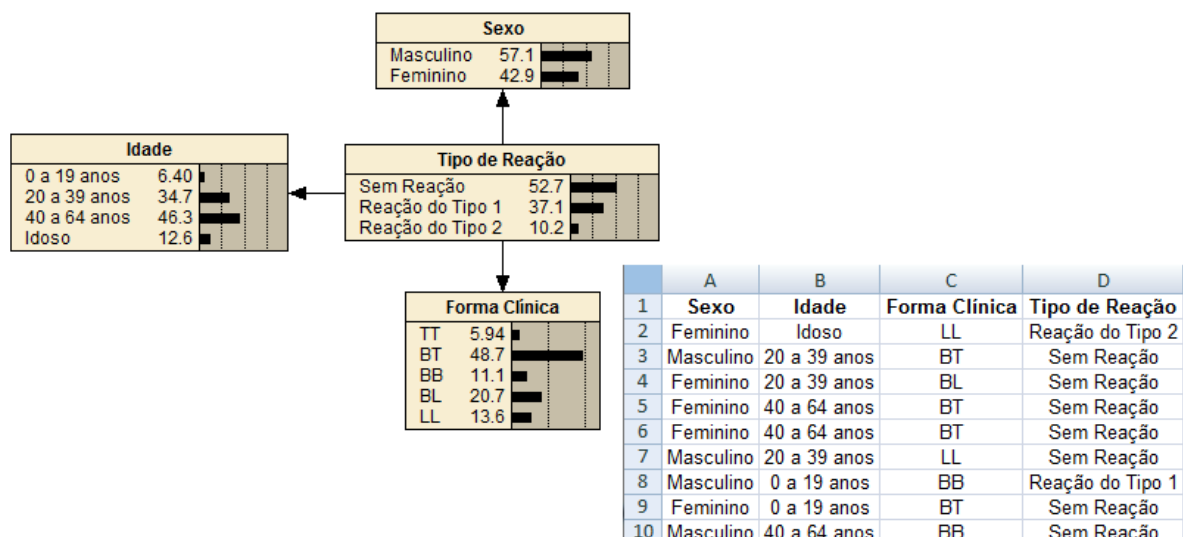 Sexo
Masculino 57.1
Feminino 42.9
Idade
0 a 19 anos 6.40
20 a 39 anos 34.7
40 a 64 anos 46.3
Idoso 12.6
Tipo de Reação
Sem Reação 52.7
Reação do Tipo 1 37.1
Reação do Tipo 2 10.2
Forma Clínica
TT 5.94
BT 48.7
BB 11.1
BL 20.7
LL 13.6
A B C D
1 Sexo Idade Forma Clínica Tipo de Reação
2 Feminino Idoso LL Reação do Tipo 2
3 Masculino 20 a 39 anos BT Sem Reação
4 Feminino 20 a 39 anos BL Sem Reação
5 Feminino 40 a 64 anos BT Sem Reação
6 Feminino 40 a 64 anos BT Sem Reação
7 Masculino 20 a 39 anos LL Sem Reação
8 Masculino 0 a 19 anos BB Reação do Tipo 1
9 Feminino 0 a 19 anos BT Sem Reação
10 Masculino 40 a 64 anos BB Sem Reação